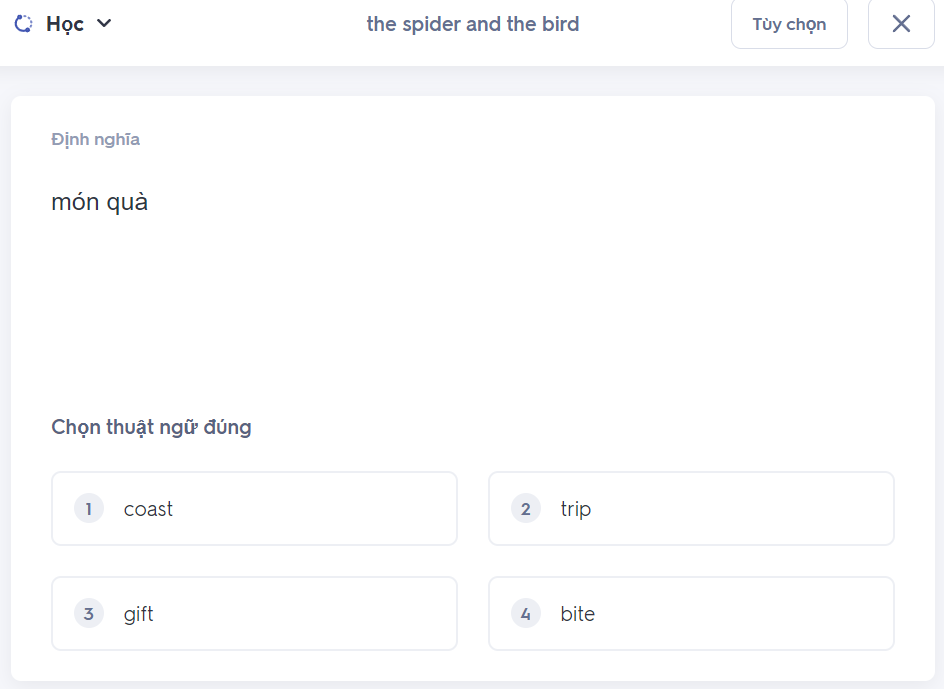 Học
the spider and the bird
Tùy chọn
Định nghĩa
món quà
Chọn thuật ngữ đúng
1 coast
2 trip
3 gift
4 bite